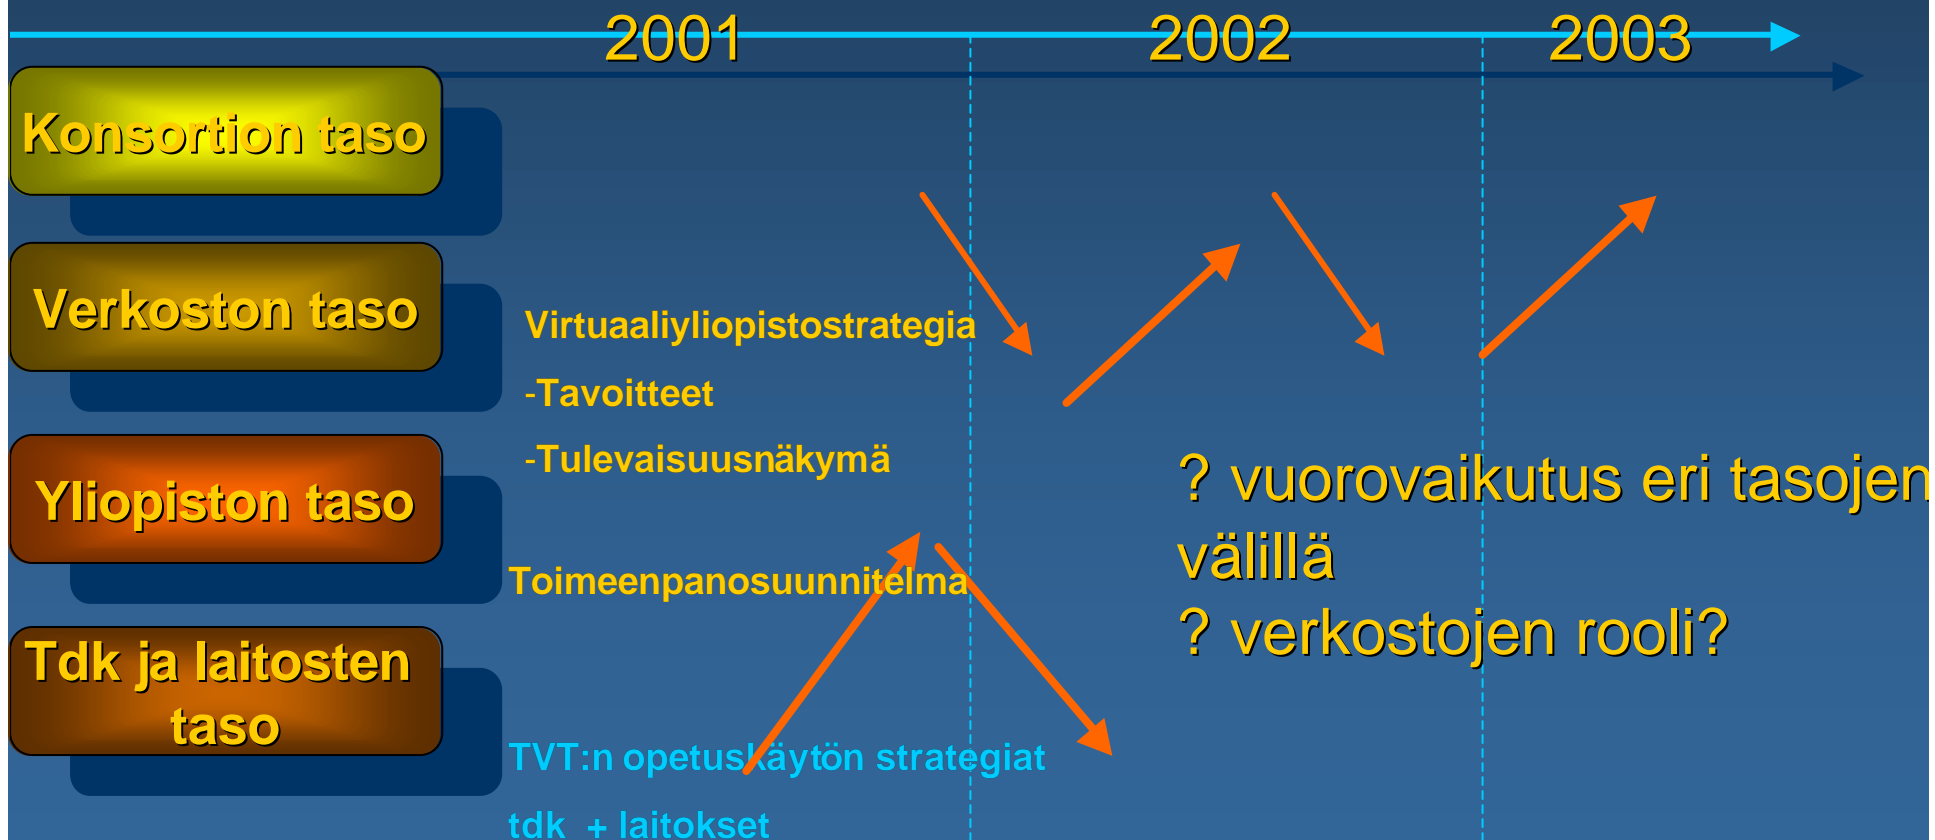 2001 2002 2003
Konsortion taso
Verkoston taso
Virtuaaliyliopistostrategia
-Tavoitteet
-Tulevaisuusnäkymä
Yliopiston taso
? vuorovaikutus eri tasojen
välillä
? verkostojen rooli?
Toimeenpanosuunnitelma
Tdk ja laitosten
taso
TVT:n opetuskäytön strategiat
tdk + laitokset